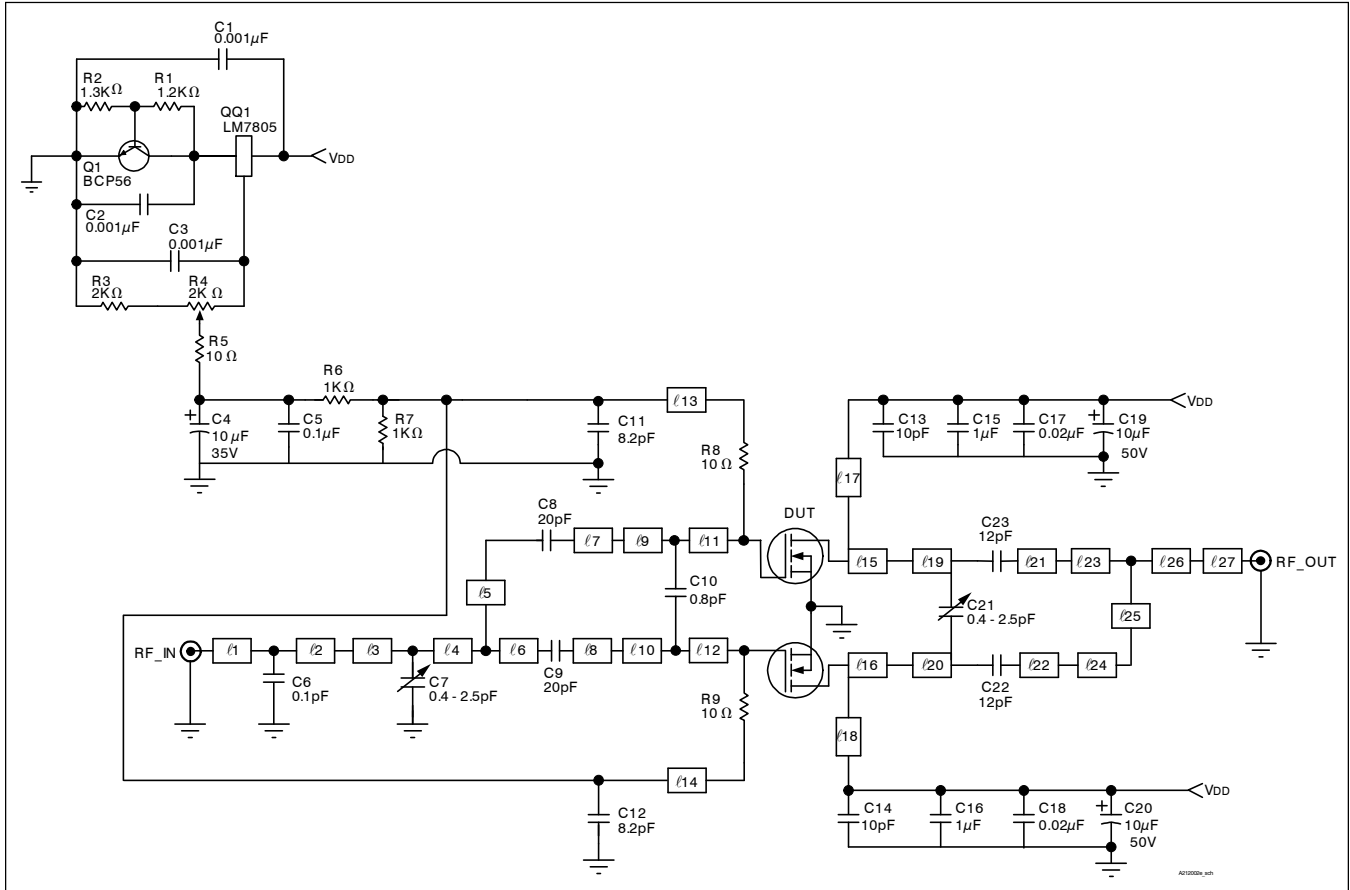 C1
0.001µF
R2
1.3KΩ
R1
1.2KΩ
QQ1
LM7805
VDD
Q1
BCP56
C2
0.001µF
C3
0.001µF
R3
2KΩ
R4
2KΩ
R5
10 Ω
R6
1KΩ
C4
10 µF
35V
C5
0.1µF
R7
1KΩ
C11
8.2pF
ℓ13
R8
10 Ω
C13
10pF
C15
1µF
C17
0.02µF
C19
10µF
50V
VDD
ℓ17
C8
20pF
ℓ7
ℓ9
ℓ11
DUT
ℓ15
ℓ19
C23
12pF
ℓ21
ℓ23
ℓ26
ℓ27
RF_OUT
ℓ5
C10
0.8pF
C21
0.4 - 2.5pF
ℓ25
RF_IN
ℓ1
ℓ2
ℓ3
ℓ4
ℓ6
ℓ8
ℓ10
ℓ12
C9
20pF
C6
0.1pF
C7
0.4 - 2.5pF
R9
10 Ω
ℓ16
ℓ20
C22
12pF
ℓ22
ℓ24
ℓ18
ℓ14
C12
8.2pF
VDD
C14
10pF
C16
1µF
C18
0.02µF
C20
10µF
50V
A212002e_sch